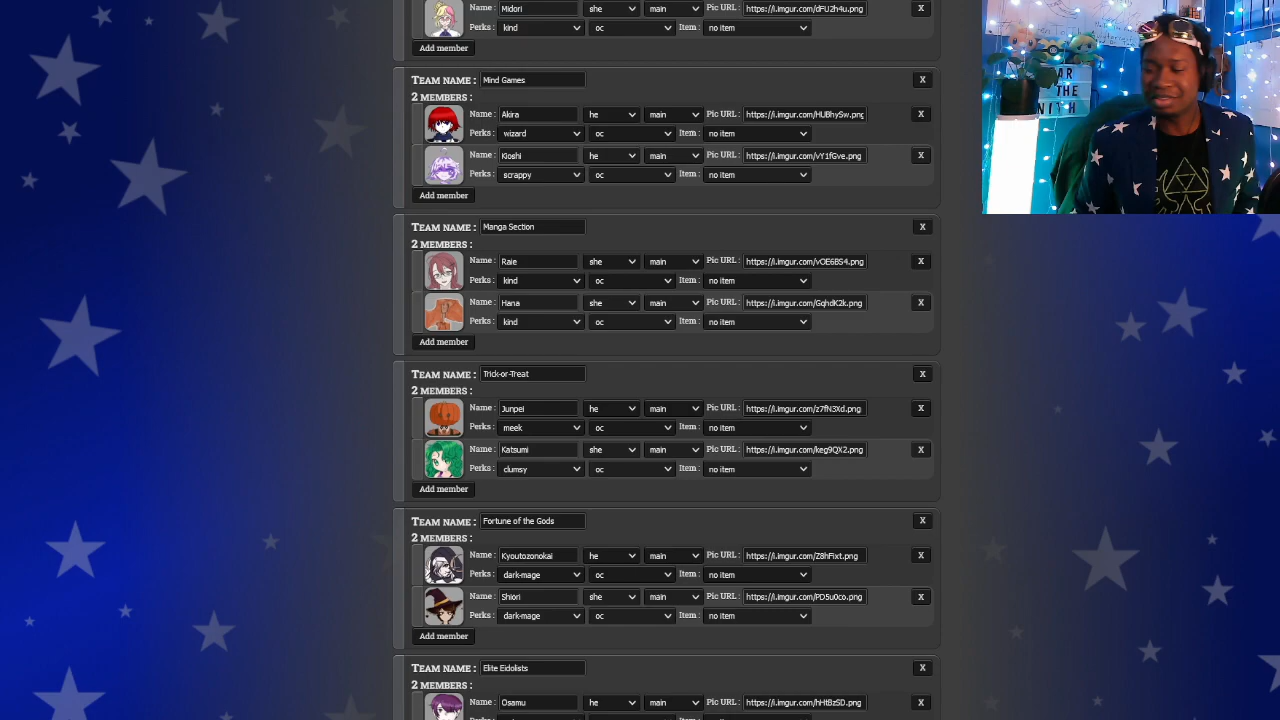 Name : Midori she main Pic URL : https://i.imgur.com/dFU2h4u.png X
Perks : kind oc Item : no item
Add member
TEAM NAME : Mind Games X
2 MEMBERS :
Name : Akira he main Pic URL : https://i.imgur.com/HUBhySw.png X
Perks : wizard oc Item : no item
Name : Kioshi he main Pic URL : https://i.imgur.com/vY1fGve.png X
Perks : scrappy oc Item : no item
Add member
TEAM NAME : Manga Section X
2 MEMBERS :
Name : Raie she main Pic URL : https://i.imgur.com/vOE6BS4.png X
Perks : kind oc Item : no item
Name : Hana she main Pic URL : https://i.imgur.com/GqhdK2k.png X
Perks : kind oc Item : no item
Add member
TEAM NAME : Trick-or-Treat X
2 MEMBERS :
Name : Junpei he main Pic URL : https://i.imgur.com/z7fN3Xd.png X
Perks : meek oc Item : no item
Name : Katsumi she main Pic URL : https://i.imgur.com/keg9QX2.png X
Perks : clumsy oc Item : no item
Add member
TEAM NAME : Fortune of the Gods X
2 MEMBERS :
Name : Kyoutozonokai he main Pic URL : https://i.imgur.com/Z8hFixt.png X
Perks : dark-mage oc Item : no item
Name : Shiori she main Pic URL : https://i.imgur.com/PD5u0co.png X
Perks : dark-mage oc Item : no item
Add member
TEAM NAME : Elite Eidolists X
2 MEMBERS :
Name : Osamu he main Pic URL : https://i.imgur.com/hHtBzSD.png X
AR
THE
NITH